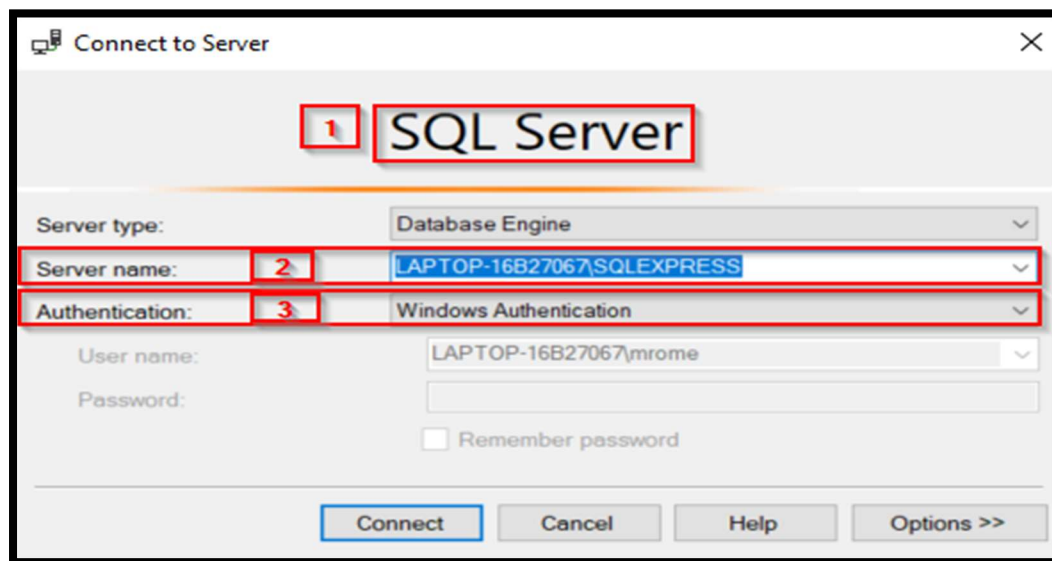 Connect to Server
1 SQL Server
Server type: Database Engine
Server name: 2 LAPTOP-16B27067\SQLEXPRESS
Authentication: 3 Windows Authentication
User name: LAPTOP-16B27067\mrome
Password:
Remember password
Connect Cancel Help Options >>